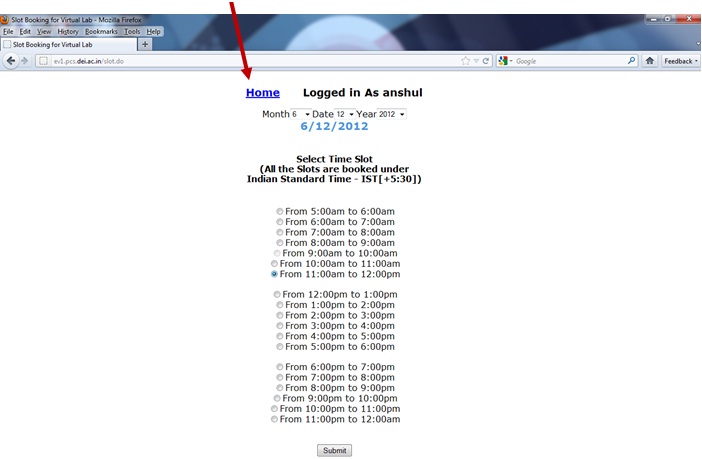 Slot Booking for Virtual Lab - Mozilla Firefox
File Edit View History Bookmarks Tools Help
Slot Booking for Virtual Lab +
ev1.pcs.dei.ac.in/slot.do Google Feedback
Home Logged in As anshul
Month 6 Date 12 Year 2012
6/12/2012
Select Time Slot
(All the Slots are booked under
Indian Standard Time - IST[+5:30])
From 5:00am to 6:00am
From 6:00am to 7:00am
From 7:00am to 8:00am
From 8:00am to 9:00am
From 9:00am to 10:00am
From 10:00am to 11:00am
From 11:00am to 12:00pm
From 12:00pm to 1:00pm
From 1:00pm to 2:00pm
From 2:00pm to 3:00pm
From 3:00pm to 4:00pm
From 4:00pm to 5:00pm
From 5:00pm to 6:00pm
From 6:00pm to 7:00pm
From 7:00pm to 8:00pm
From 8:00pm to 9:00pm
From 9:00pm to 10:00pm
From 10:00pm to 11:00pm
From 11:00pm to 12:00am
Submit